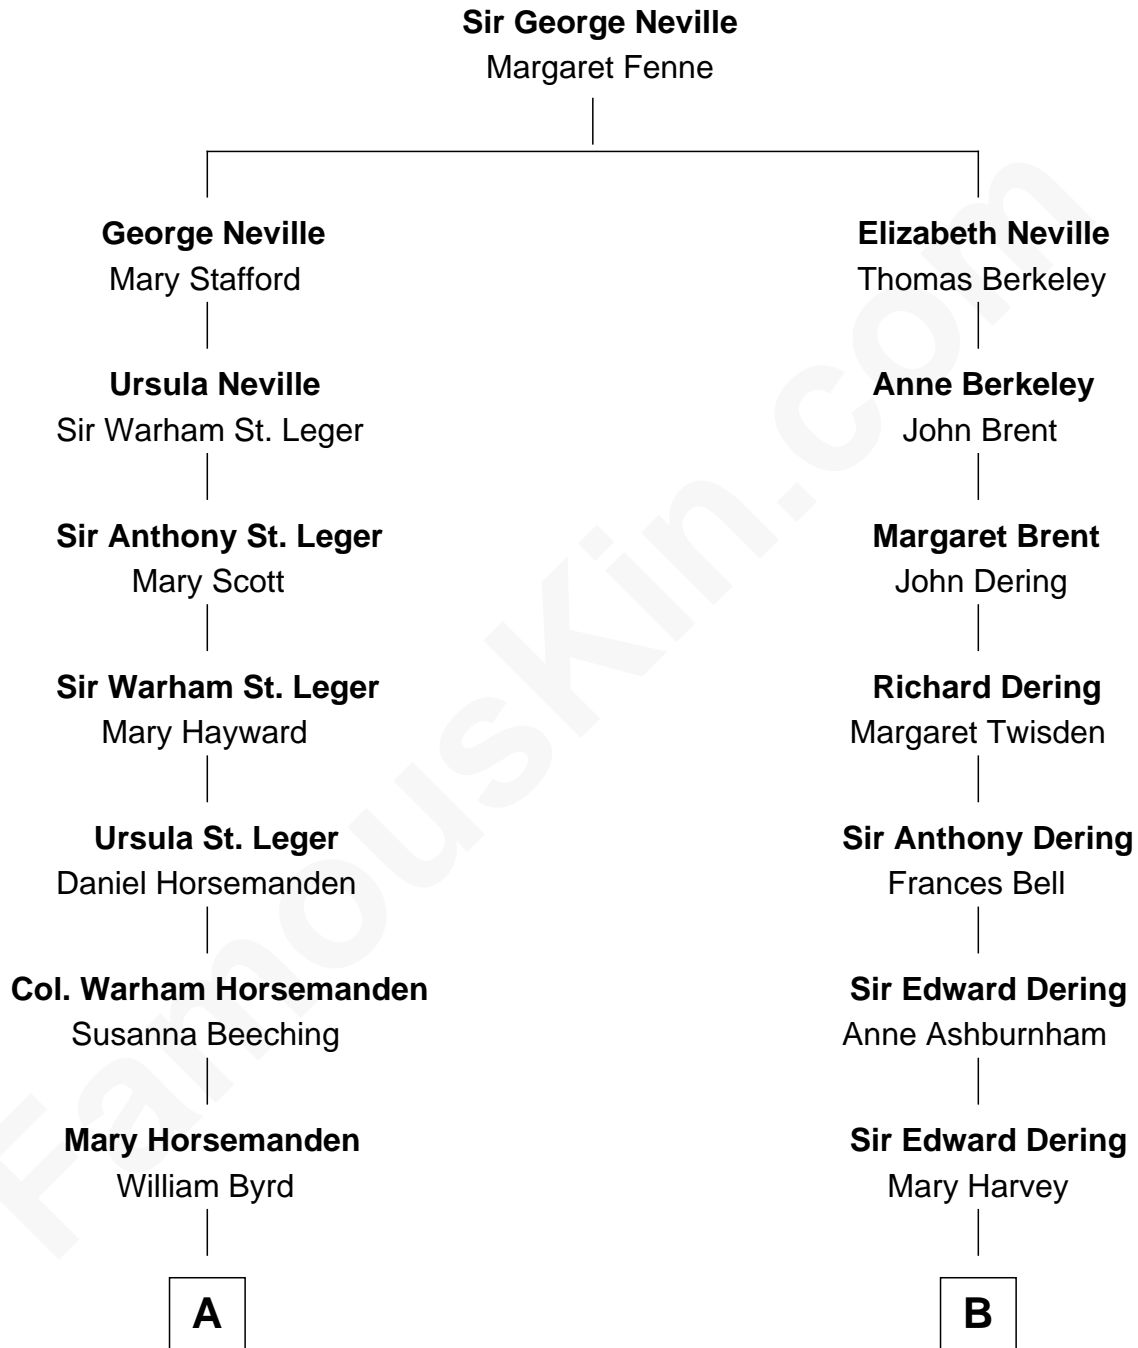 Sir George Neville
Margaret Fenne
George Neville
Mary Stafford
Ursula Neville
Sir Warham St. Leger
Sir Anthony St. Leger
Mary Scott
Sir Warham St. Leger
Mary Hayward
Ursula St. Leger
Daniel Horsemanden
Col. Warham Horsemanden
Susanna Beeching
Mary Horsemanden
William Byrd
A
Elizabeth Neville
Thomas Berkeley
Anne Berkeley
John Brent
Margaret Brent
John Dering
Richard Dering
Margaret Twisden
Sir Anthony Dering
Frances Bell
Sir Edward Dering
Anne Ashburnham
Sir Edward Dering
Mary Harvey
B
FamousKin.com